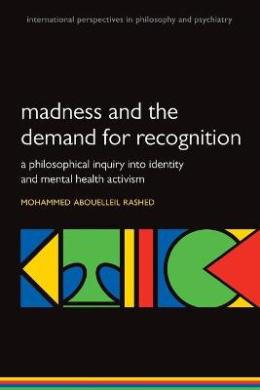 international perspectives in philosophy and psychiatry
madness and the
demand for recognition
a philosophical inquiry into identity
and mental health activism
MOHAMMED ABOUELLEIL RASHED